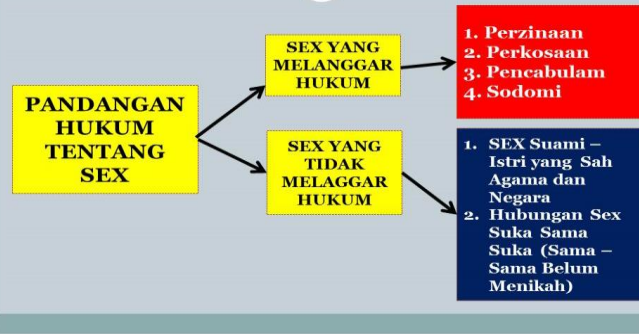 PANDANGAN
HUKUM
TENTANG
SEX
SEX YANG
MELANGGAR
HUKUM
1. Perzinaan
2. Perkosaan
3. Pencabulam
4. Sodomi
SEX YANG
TIDAK
MELAGGAR
HUKUM
1. SEX Suami –
Istri yang Sah
Agama dan
Negara
2. Hubungan Sex
Suka Sama
Suka (Sama –
Sama Belum
Menikah)